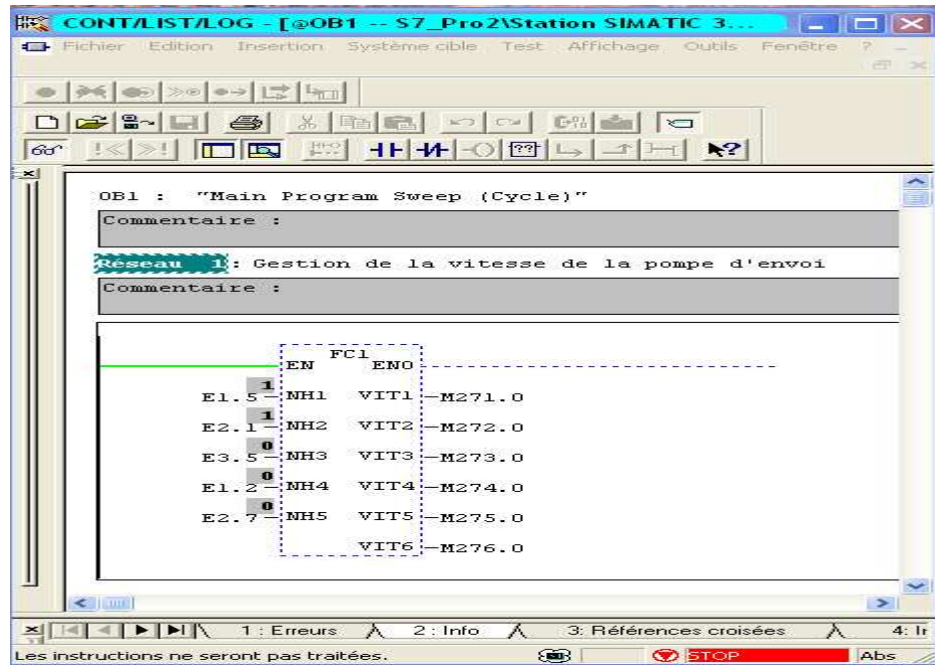 CONT/LIST/LOG - [@OB1 -- S7_Pro2\Station SIMATIC 3...
Fichier Edition Insertion Système cible Test Affichage Outils Fenêtre ?
OB1 : "Main Program Sweep (Cycle)"
Commentaire :
Réseau 1: Gestion de la vitesse de la pompe d'envoi
Commentaire :
FC1
EN ENO
E1.5 1 NH1 VIT1 M271.0
E2.1 1 NH2 VIT2 M272.0
E3.5 0 NH3 VIT3 M273.0
E1.2 0 NH4 VIT4 M274.0
E2.7 0 NH5 VIT5 M275.0
VIT6 M276.0
1 : Erreurs 2 : Info 3: Références croisées 4: Ir
Les instructions ne seront pas traitées. STOP Abs